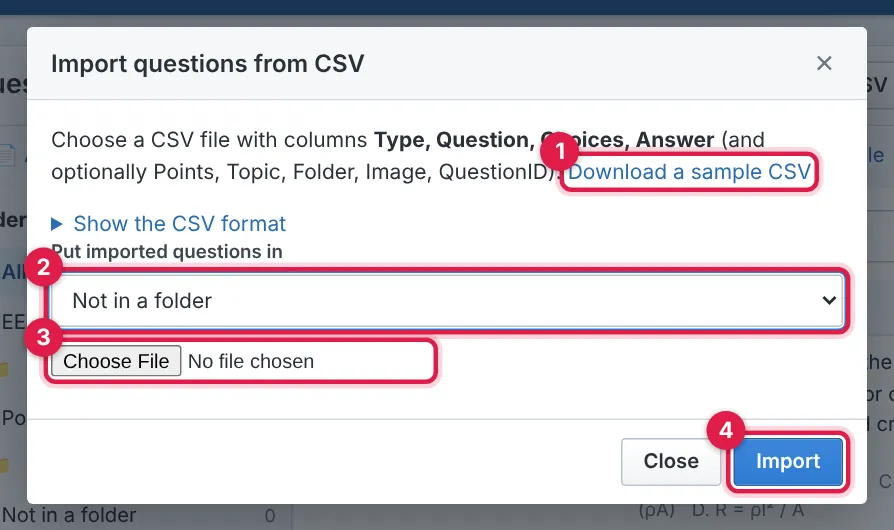 Import questions from CSV
×
Choose a CSV file with columns Type, Question, Choices, Answer (and
1
optionally Points, Topic, Folder, Image, QuestionID). Download a sample CSV
Show the CSV format
Put imported questions in
2
Not in a folder
3
Choose File No file chosen
4
Close Import
Not in a folder 0
(ρA) D. R = ρl² / A